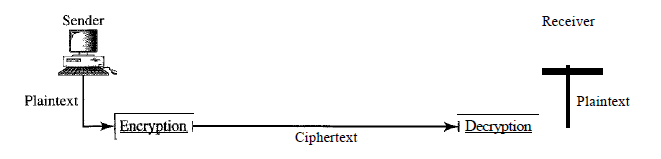 Sender
Receiver
Plaintext
Plaintext
Encryption
Ciphertext
Decryption